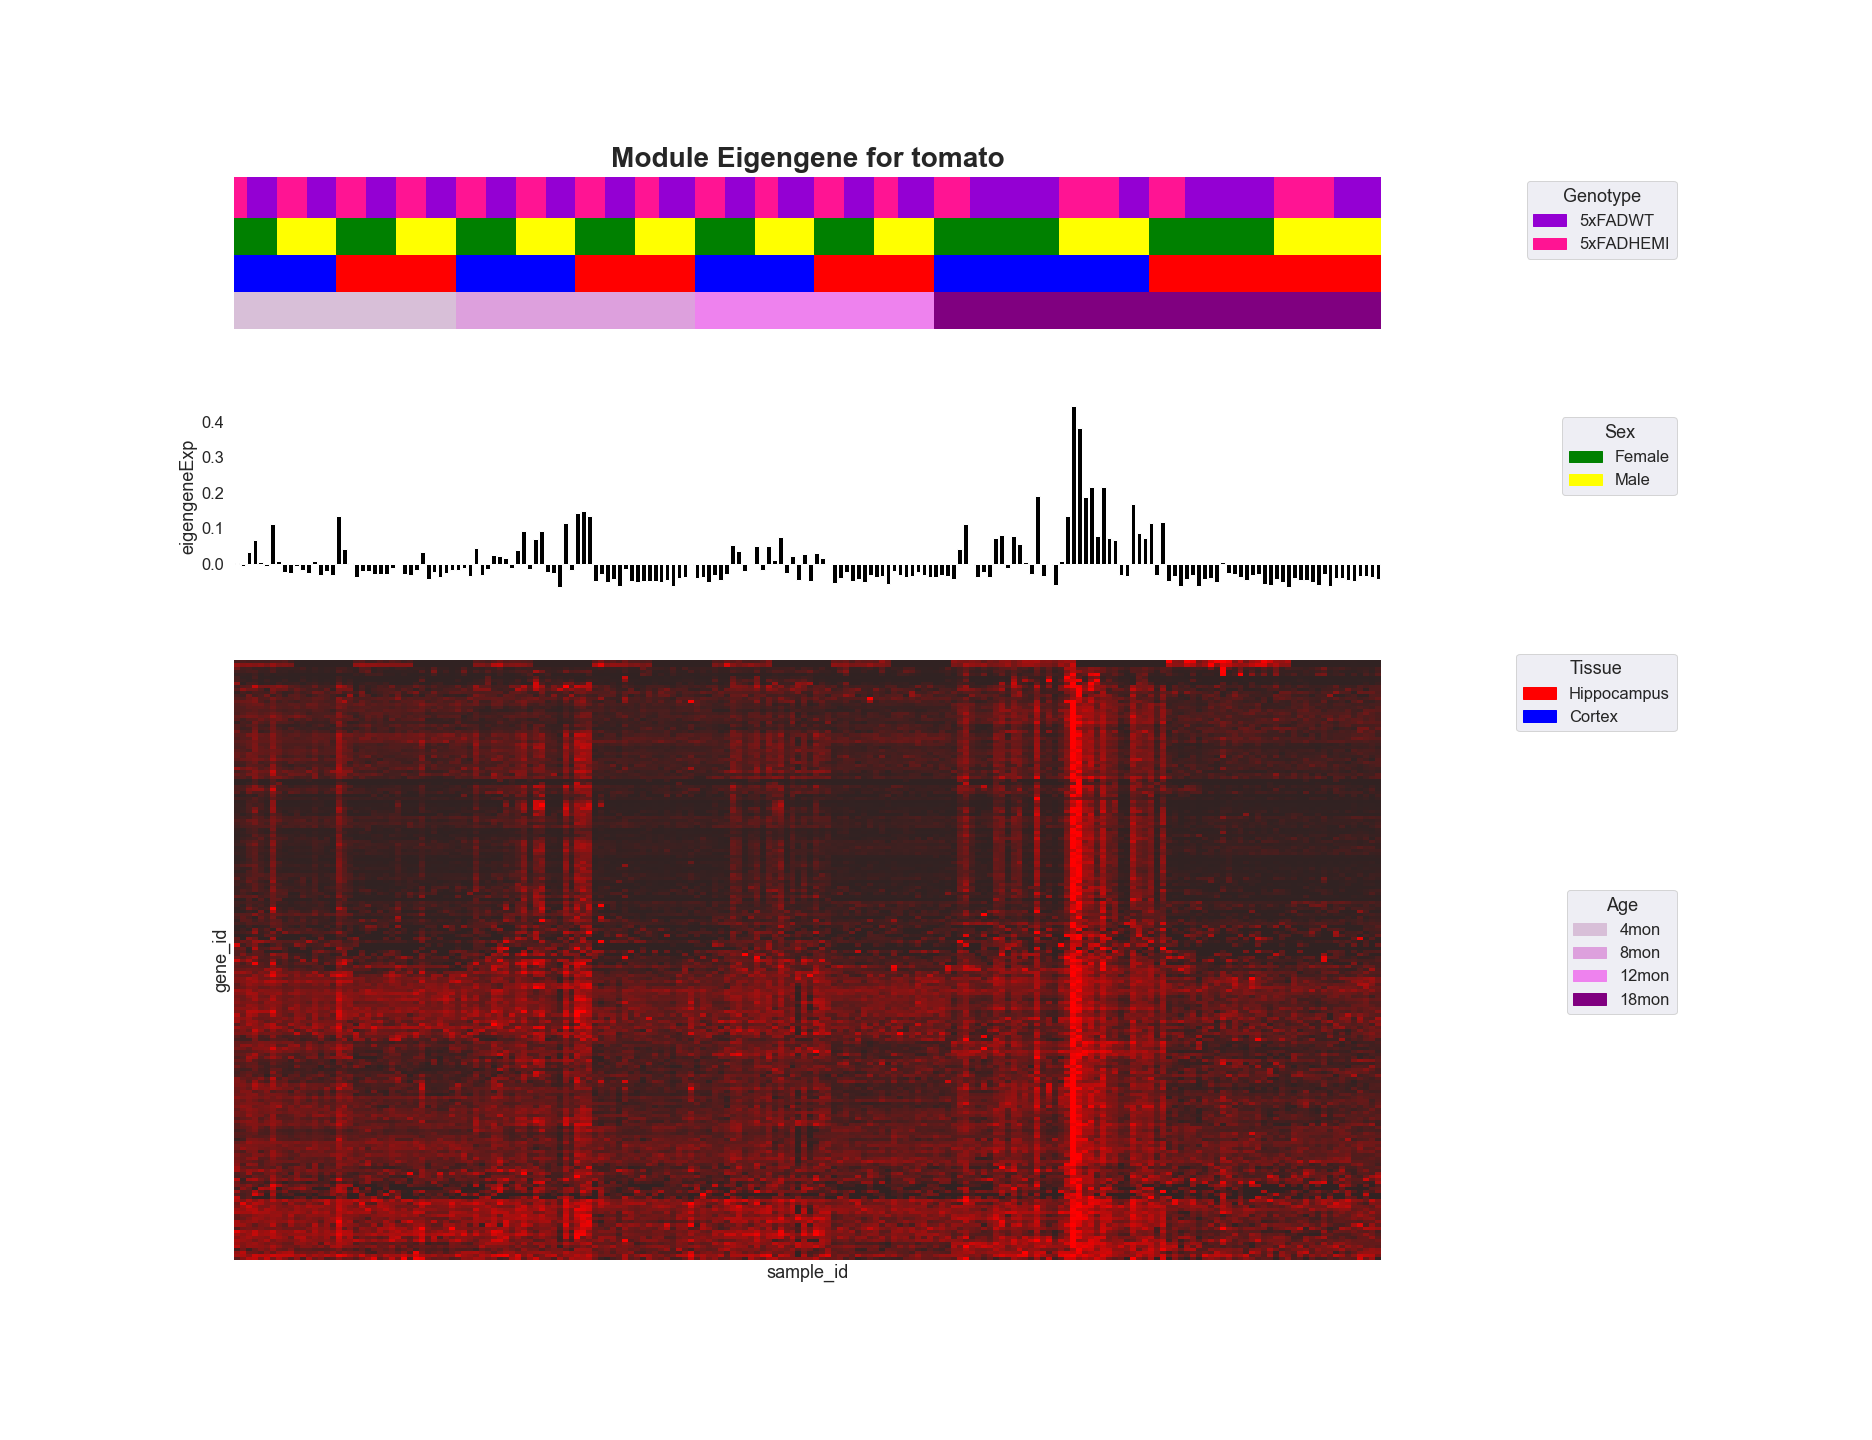 Module Eigengene for tomato
Genotype
5xFADWT
5xFADHEMI
eigengeneExp
0.4
0.3
0.2
0.1
0.0
Sex
Female
Male
Tissue
Hippocampus
Cortex
gene_id
sample_id
Age
4mon
8mon
12mon
18mon